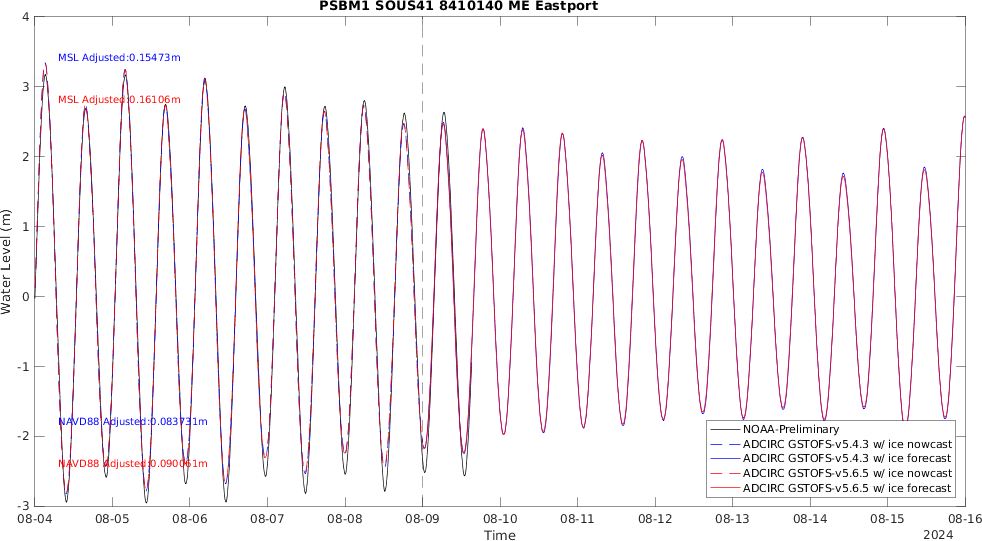 PSBM1 SOUS41 8410140 ME Eastport
4
3
2
1
0
-1
-2
-3
Water Level (m)
MSL Adjusted:0.15473m
MSL Adjusted:0.16106m
NAVD88 Adjusted:0.083731m
NAVD88 Adjusted:0.090061m
NOAA-Preliminary
ADCIRC GSTOFS-v5.4.3 w/ ice nowcast
ADCIRC GSTOFS-v5.4.3 w/ ice forecast
ADCIRC GSTOFS-v5.6.5 w/ ice nowcast
ADCIRC GSTOFS-v5.6.5 w/ ice forecast
08-04 08-05 08-06 08-07 08-08 08-09 08-10 08-11 08-12 08-13 08-14 08-15 08-16
Time
2024